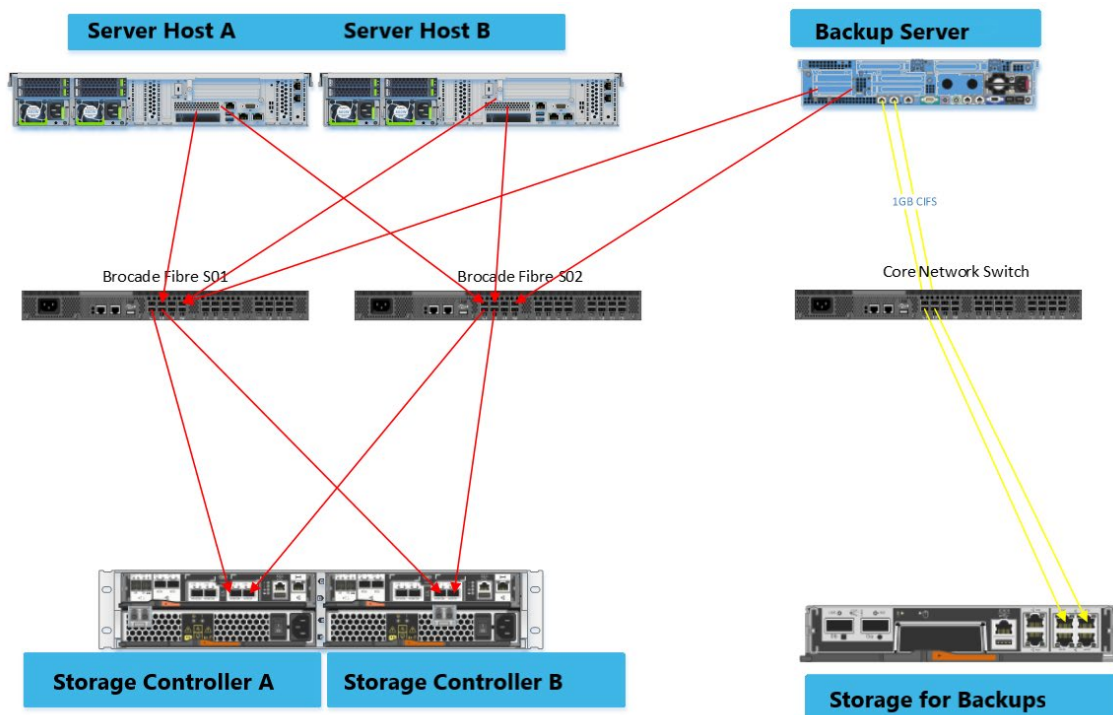 Server Host A
Server Host B
Backup Server
1GB CIFS
Brocade Fibre S01
Brocade Fibre S02
Core Network Switch
Storage Controller A
Storage Controller B
Storage for Backups